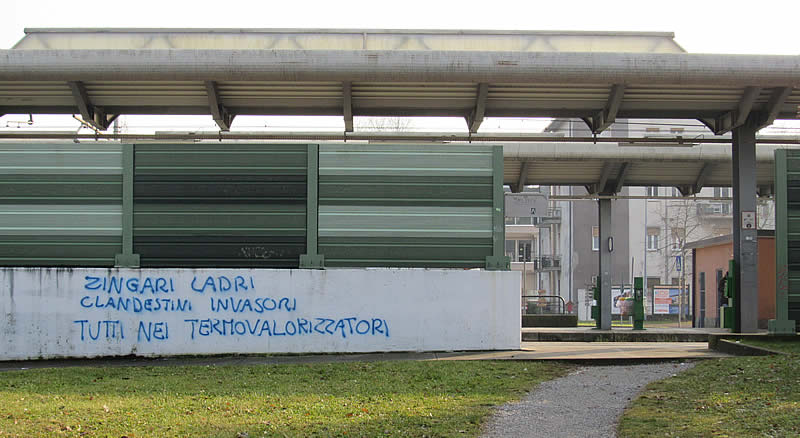 ZINGARI LADRI
CLANDESTINI INVASORI
TUTTI NEI TERMOVALORIZZATORI